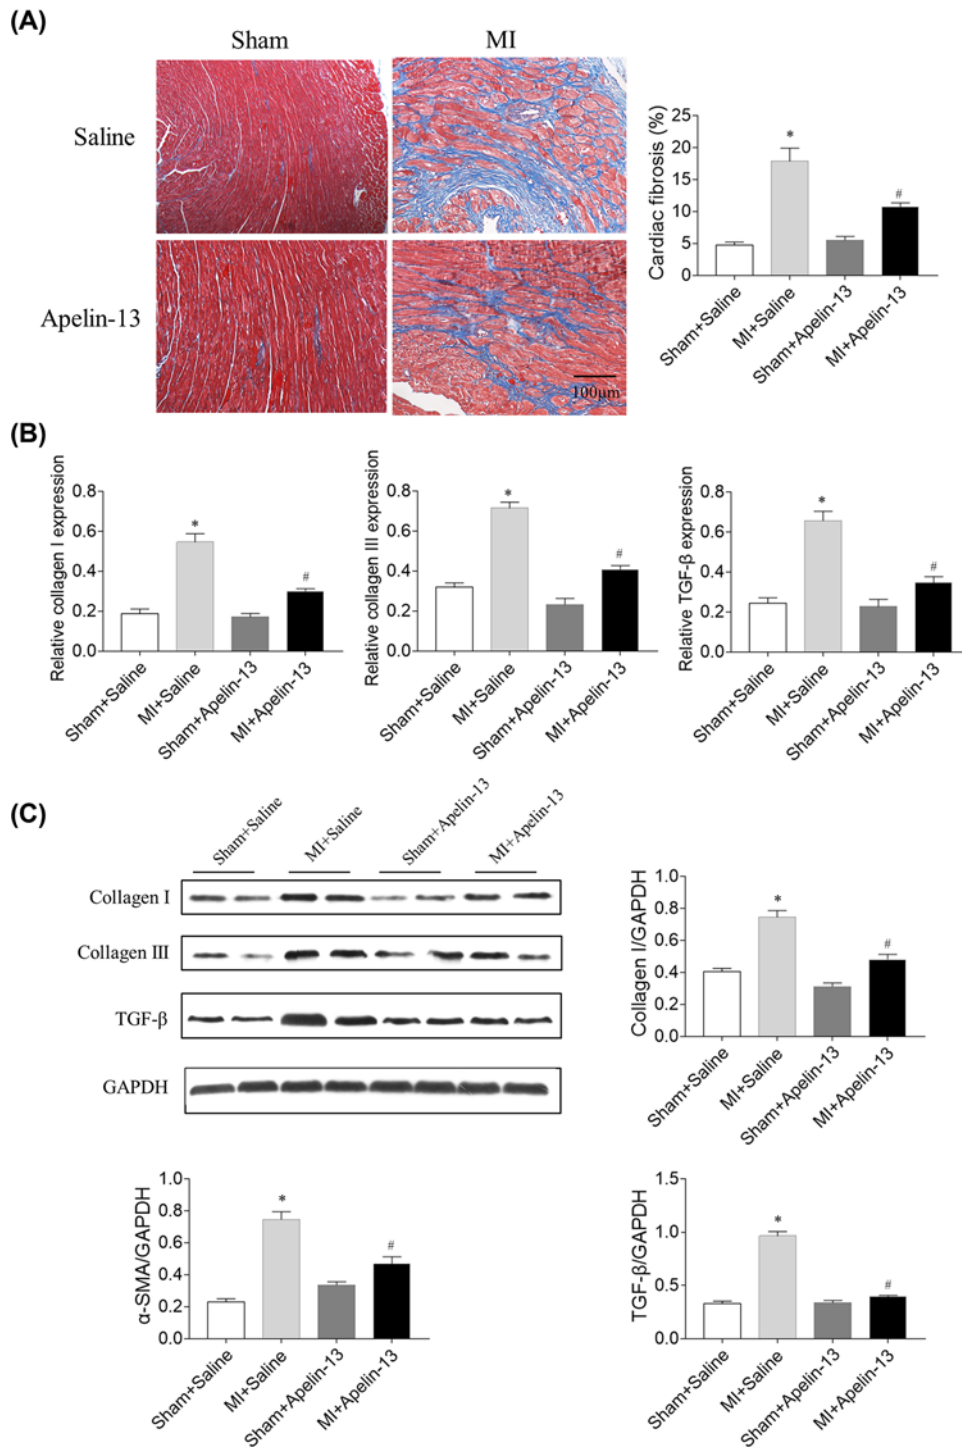 (A)
Sham
MI
Saline
Apelin-13
100μm
Cardiac fibrosis (%)
25
20
15
10
5
0
*
#
Sham+Saline
MI+Saline
Sham+Apelin-13
MI+Apelin-13
(B)
Relative collagen I expression
0.8
0.6
0.4
0.2
0.0
*
#
Sham+Saline
MI+Saline
Sham+Apelin-13
MI+Apelin-13
Relative collagen III expression
0.8
0.6
0.4
0.2
0.0
*
#
Sham+Saline
MI+Saline
Sham+Apelin-13
MI+Apelin-13
Relative TGF-β expression
0.8
0.6
0.4
0.2
0.0
*
#
Sham+Saline
MI+Saline
Sham+Apelin-13
MI+Apelin-13
(C)
Sham+Saline
MI+Saline
Sham+Apelin-13
MI+Apelin-13
Collagen I
Collagen III
TGF-β
GAPDH
Collagen I/GAPDH
1.0
0.8
0.6
0.4
0.2
0.0
*
#
Sham+Saline
MI+Saline
Sham+Apelin-13
MI+Apelin-13
α-SMA/GAPDH
1.0
0.8
0.6
0.4
0.2
0.0
*
#
Sham+Saline
MI+Saline
Sham+Apelin-13
MI+Apelin-13
TGF-β/GAPDH
1.5
1.0
0.5
0.0
*
#
Sham+Saline
MI+Saline
Sham+Apelin-13
MI+Apelin-13